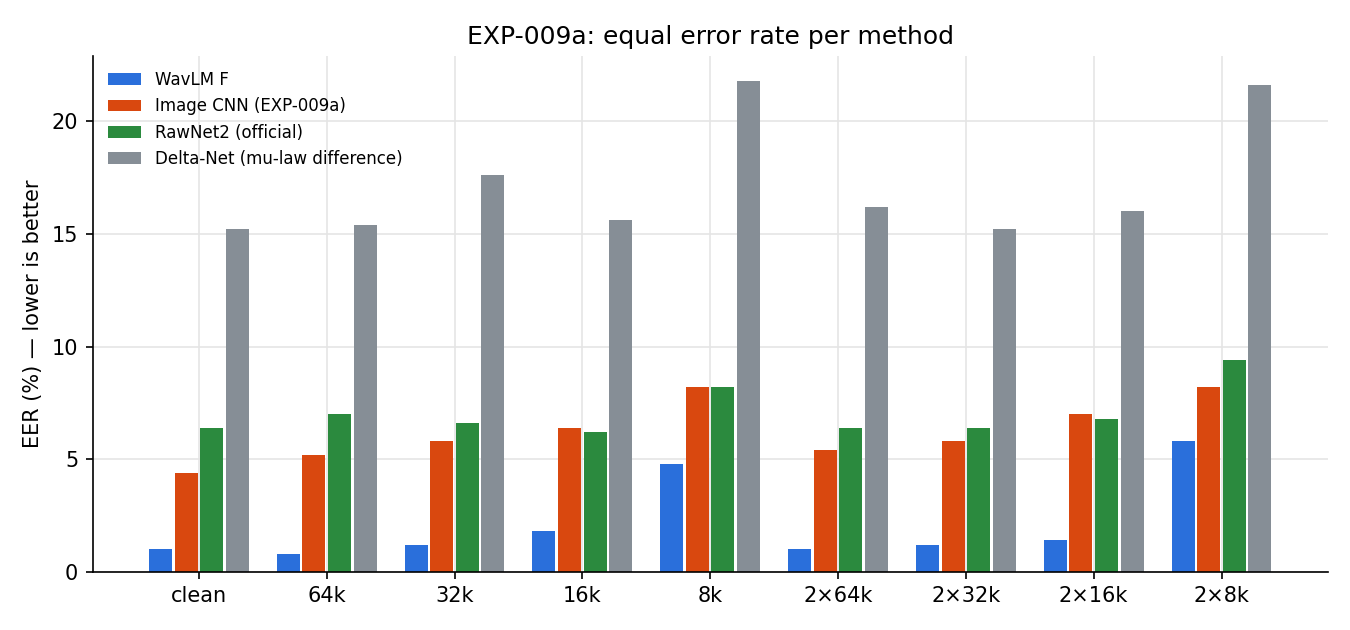 EXP-009a: equal error rate per method
WavLM F
Image CNN (EXP-009a)
RawNet2 (official)
Delta-Net (mu-law difference)
EER (%) — lower is better
20
15
10
5
0
clean 64k 32k 16k 8k 2×64k 2×32k 2×16k 2×8k